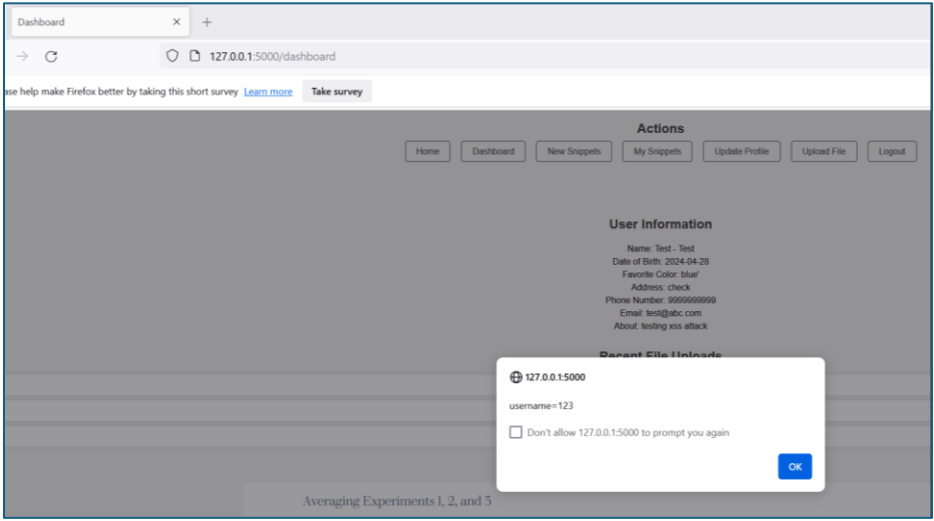 Dashboard
127.0.0.1:5000/dashboard
ase help make Firefox better by taking this short survey Learn more Take survey
Actions
Home Dashboard New Snippets My Snippets Update Profile Upload File Logout
User Information
Name: Test - Test
Date of Birth: 2024-04-28
Favorite Color: blue'
Address: check
Phone Number: 9999999999
Email: test@abc.com
About: testing xss attack
Recent File Uploads
127.0.0.1:5000
username=123
Don't allow 127.0.0.1:5000 to prompt you again
OK
Averaging Experiments 1, 2, and 3